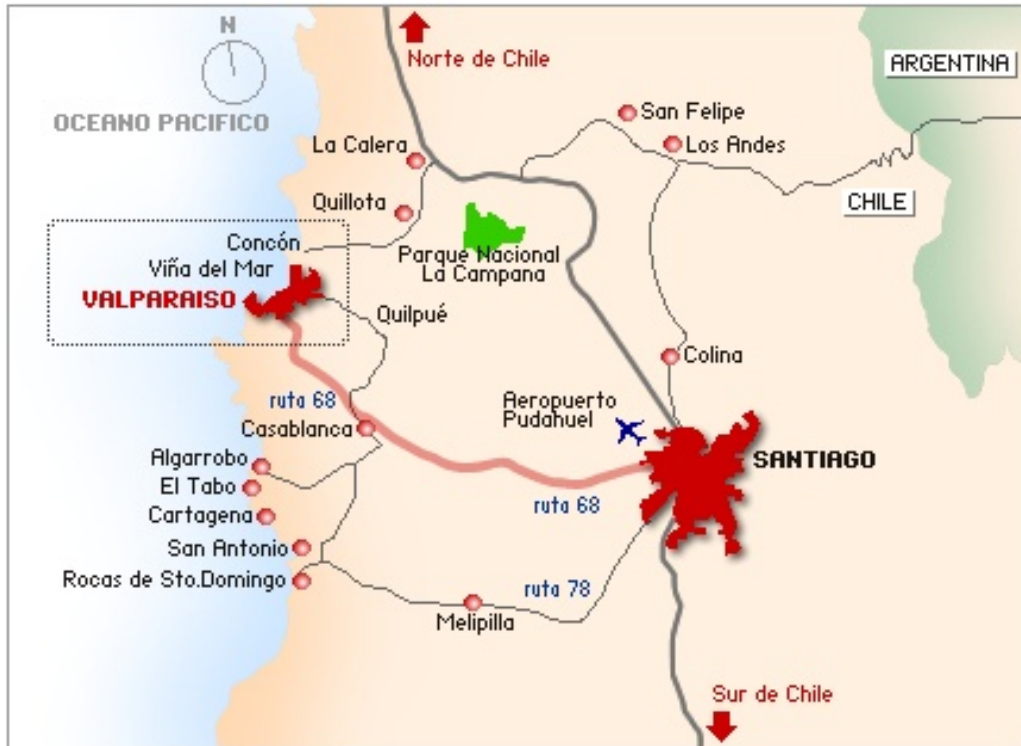 N
Norte de Chile
ARGENTINA
OCEANO PACIFICO
San Felipe
La Calera
Los Andes
Quillota
CHILE
Concón
Parque Nacional
La Campana
Viña del Mar
VALPARAISO
Quilpué
Colina
ruta 68
Aeropuerto
Pudahuel
Casablanca
Algarrobo
SANTIAGO
El Tabo
Cartagena
ruta 68
San Antonio
Rocas de Sto.Domingo
ruta 78
Melipilla
Sur de Chile